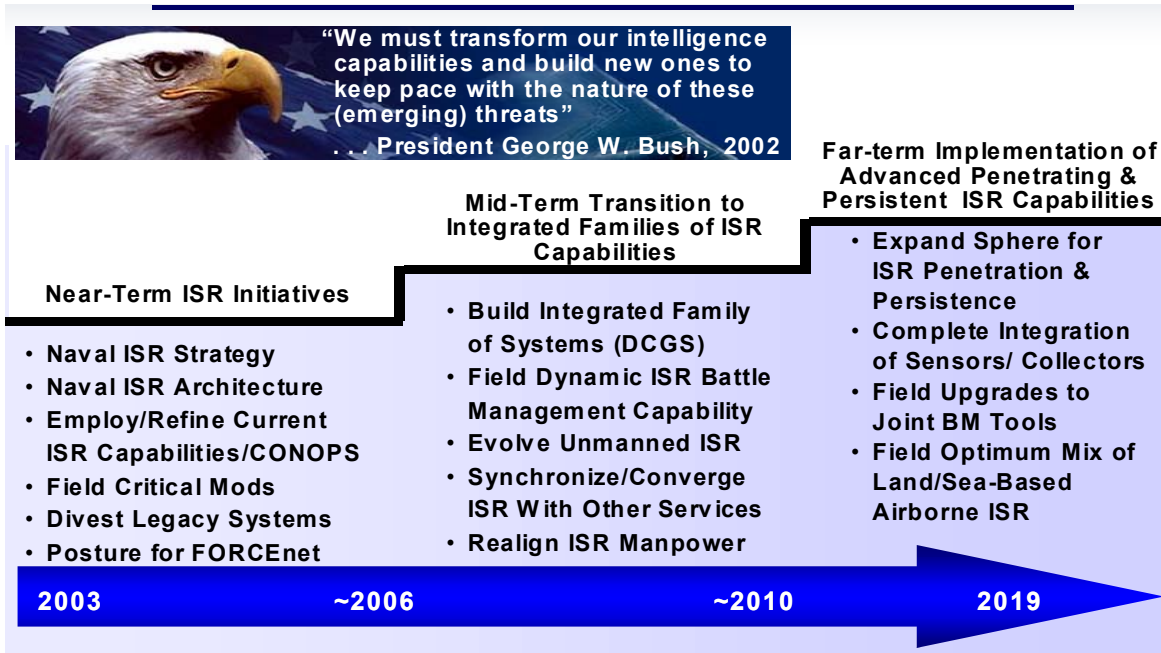 “We must transform our intelligence
capabilities and build new ones to
keep pace with the nature of these
(emerging) threats”
. . . President George W. Bush, 2002
Near-Term ISR Initiatives
• Naval ISR Strategy
• Naval ISR Architecture
• Employ/Refine Current
ISR Capabilities/CONOPS
• Field Critical Mods
• Divest Legacy Systems
• Posture for FORCEnet
Mid-Term Transition to
Integrated Families of ISR
Capabilities
• Build Integrated Family
of Systems (DCGS)
• Field Dynamic ISR Battle
Management Capability
• Evolve Unmanned ISR
• Synchronize/Converge
ISR With Other Services
• Realign ISR Manpower
Far-term Implementation of
Advanced Penetrating &
Persistent ISR Capabilities
• Expand Sphere for
ISR Penetration &
Persistence
• Complete Integration
of Sensors/ Collectors
• Field Upgrades to
Joint BM Tools
• Field Optimum Mix of
Land/Sea-Based
Airborne ISR
2003 ~2006 ~2010 2019